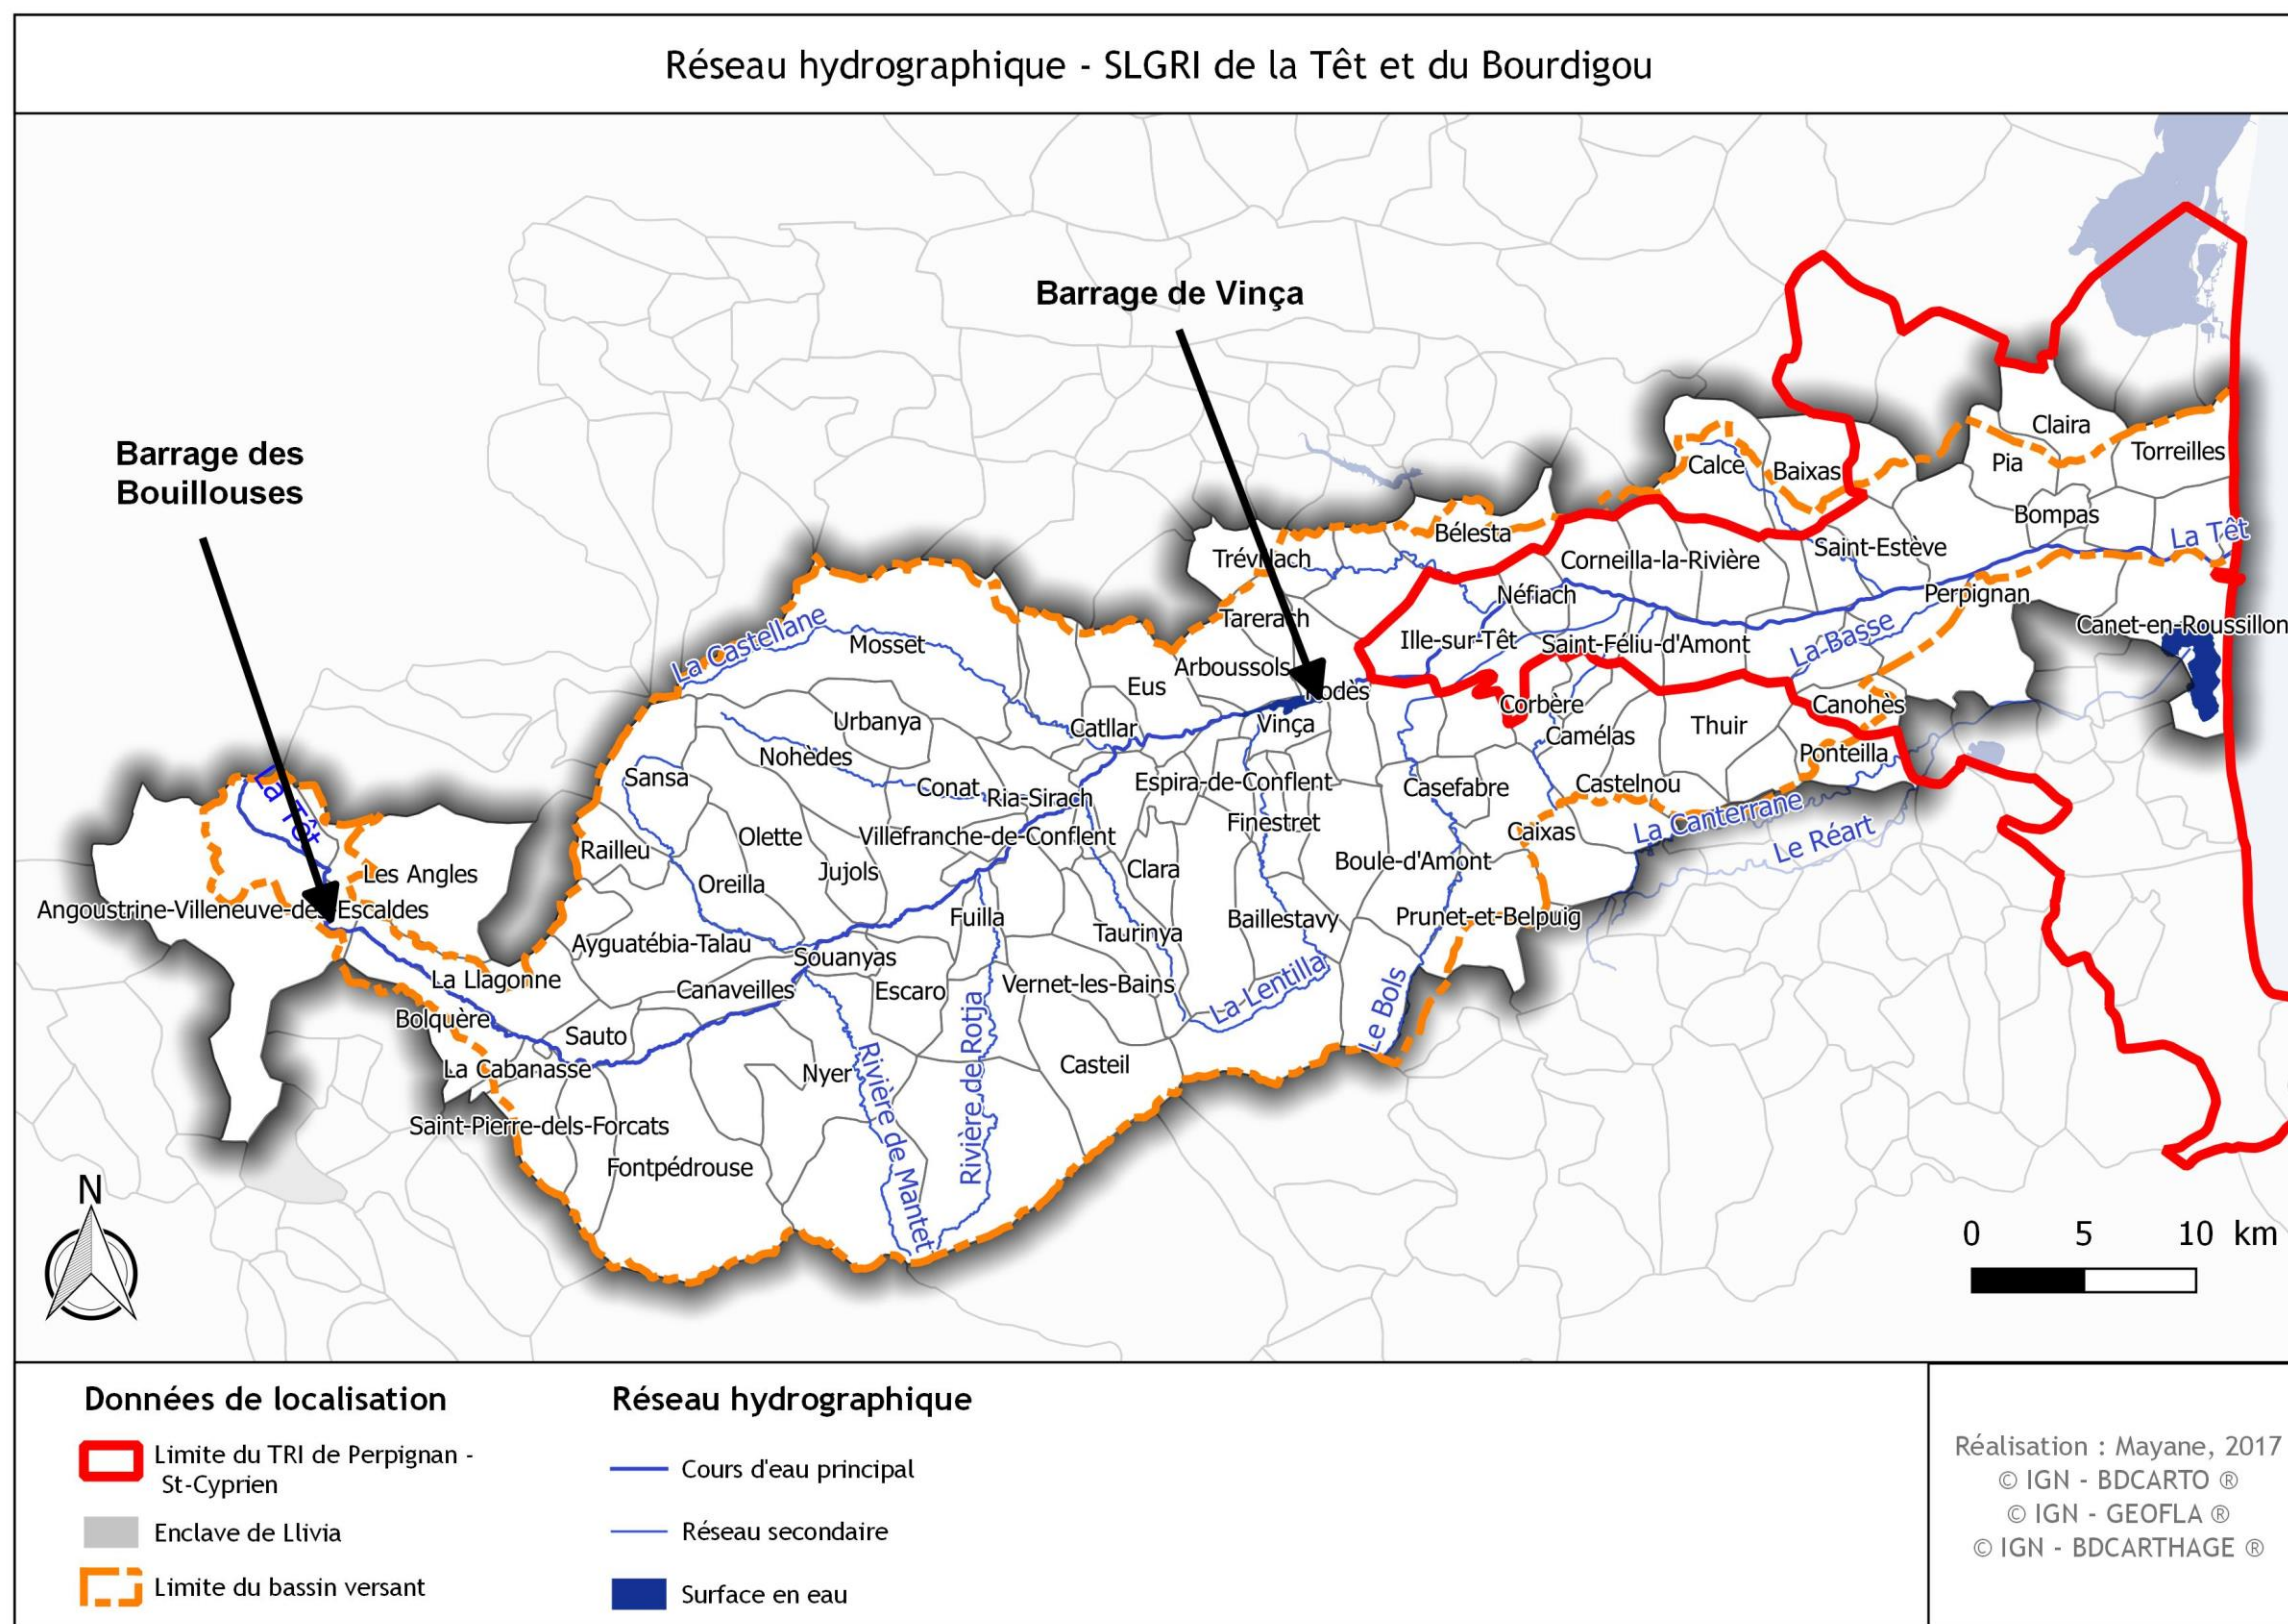 Réseau hydrographique - SLGRI de la Têt et du Bourdigou
Barrage de Vinça
Barrage des
Bouillouses
Claira
Torreilles
Pia
Calce
Baixas
Bompas
La Têt
Bélesta
Saint-Estève
Trévillach
Corneilla-la-Rivière
Néfiach
Perpignan
Tarerach
Canet-en-Roussillon
La Castellane
Mosset
Ille-sur-Têt
Saint-Féliu-d'Amont
La Basse
Arboussols
Eus
Rodès
Corbère
Canohès
Urbanya
Catllar
Vinça
Camélas
Thuir
Nohèdes
Ponteilla
Sansa
Conat
Ria-Sirach
Espira-de-Conflent
Casefabre
Castelnou
La Têt
Olette
Villefranche-de-Conflent
Finestret
Caixas
La Canterrane
Le Réart
Railleu
Les Angles
Jujols
Clara
Boule-d'Amont
Oreilla
Angoustrine-Villeneuve-des-Escaldes
Fuilla
Baillestavy
Prunet-et-Belpuig
Ayguatébia-Talau
Taurinya
Souanyas
La Llagonne
Canaveilles
Escaro
Vernet-les-Bains
La Lentilla
Le Bols
Bolquère
Sauto
La Cabanasse
Nyer
Rivière de Mantet
Rivière de Rotja
Casteil
Saint-Pierre-dels-Forcats
Fontpédrouse
N
0 5 10 km
Données de localisation
Limite du TRI de Perpignan -
St-Cyprien
Enclave de Llivia
Limite du bassin versant
Réseau hydrographique
Cours d'eau principal
Réseau secondaire
Surface en eau
Réalisation : Mayane, 2017
© IGN - BDCARTO ®
© IGN - GEOFLA ®
© IGN - BDCARTHAGE ®